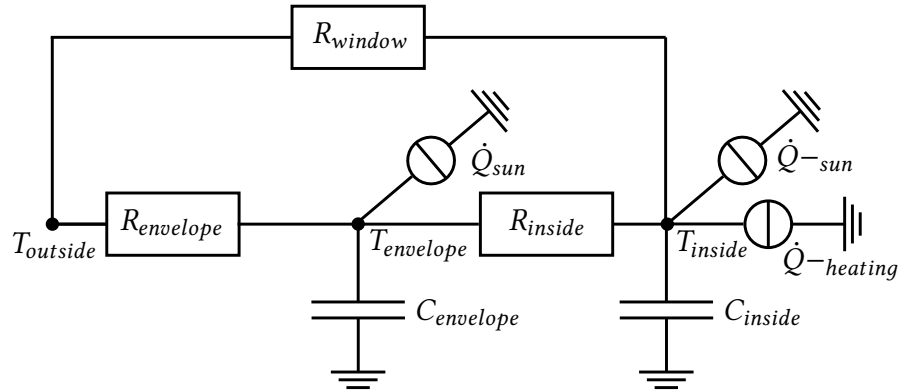 R_window
Q̇_sun
Q̇−_sun
R_envelope
R_inside
T_outside
T_envelope
T_inside
Q̇−_heating
C_envelope
C_inside